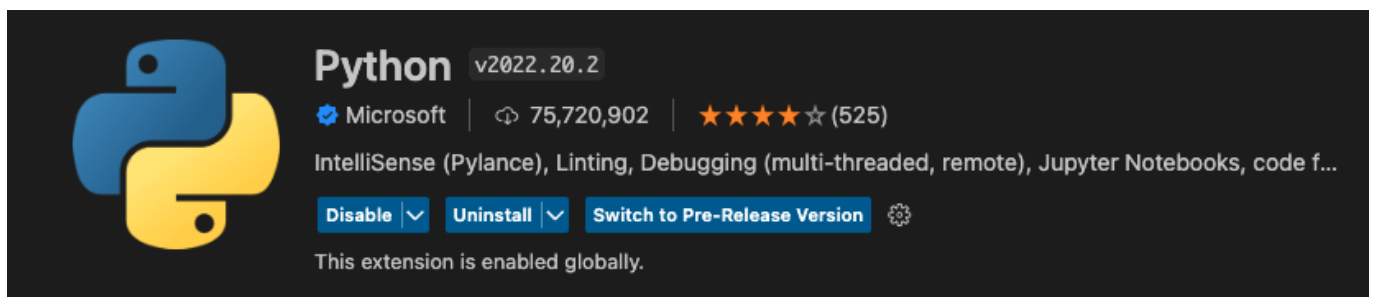 Python v2022.20.2
Microsoft 75,720,902 (525)
IntelliSense (Pylance), Linting, Debugging (multi-threaded, remote), Jupyter Notebooks, code f...
Disable Uninstall Switch to Pre-Release Version
This extension is enabled globally.